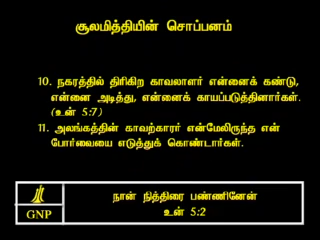 சூலமித்தியின் சொப்பனம்
10. நகரத்தில் திரிகிற காவலாளர் என்னைக் கண்டு,
என்னை அடித்து, என்னைக் காயப்படுத்தினார்கள்.
(உன் 5:7)
11. அலங்கத்தின் காவற்காரர் என்மேலிருந்த என்
போர்வையை எடுத்துக் கொண்டார்கள்.
நான் நித்திரை பண்ணினேன்
உன் 5:2
GNP